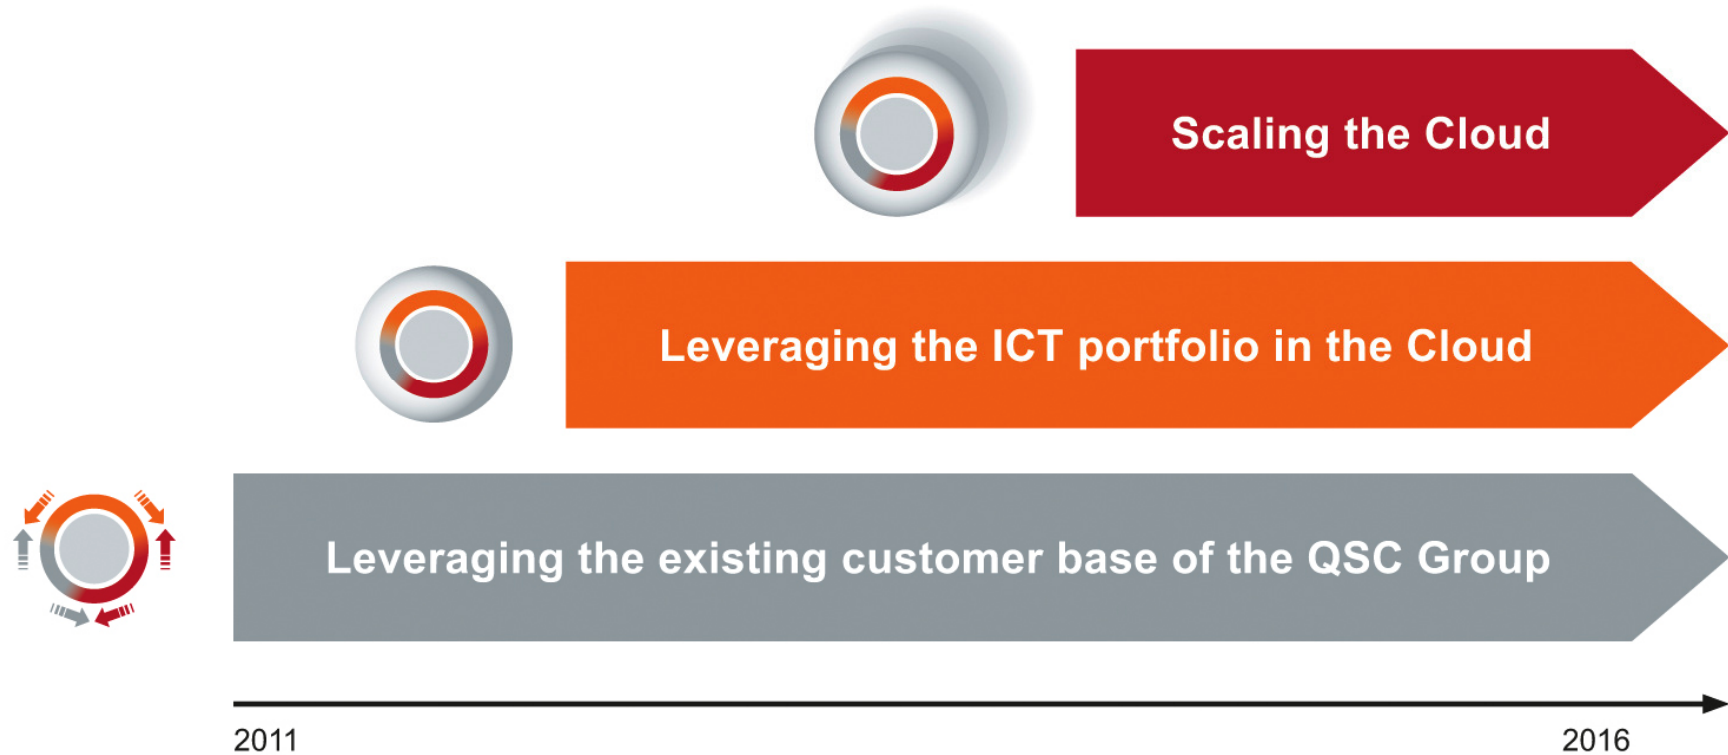 Scaling the Cloud
Leveraging the ICT portfolio in the Cloud
Leveraging the existing customer base of the QSC Group
2011
2016